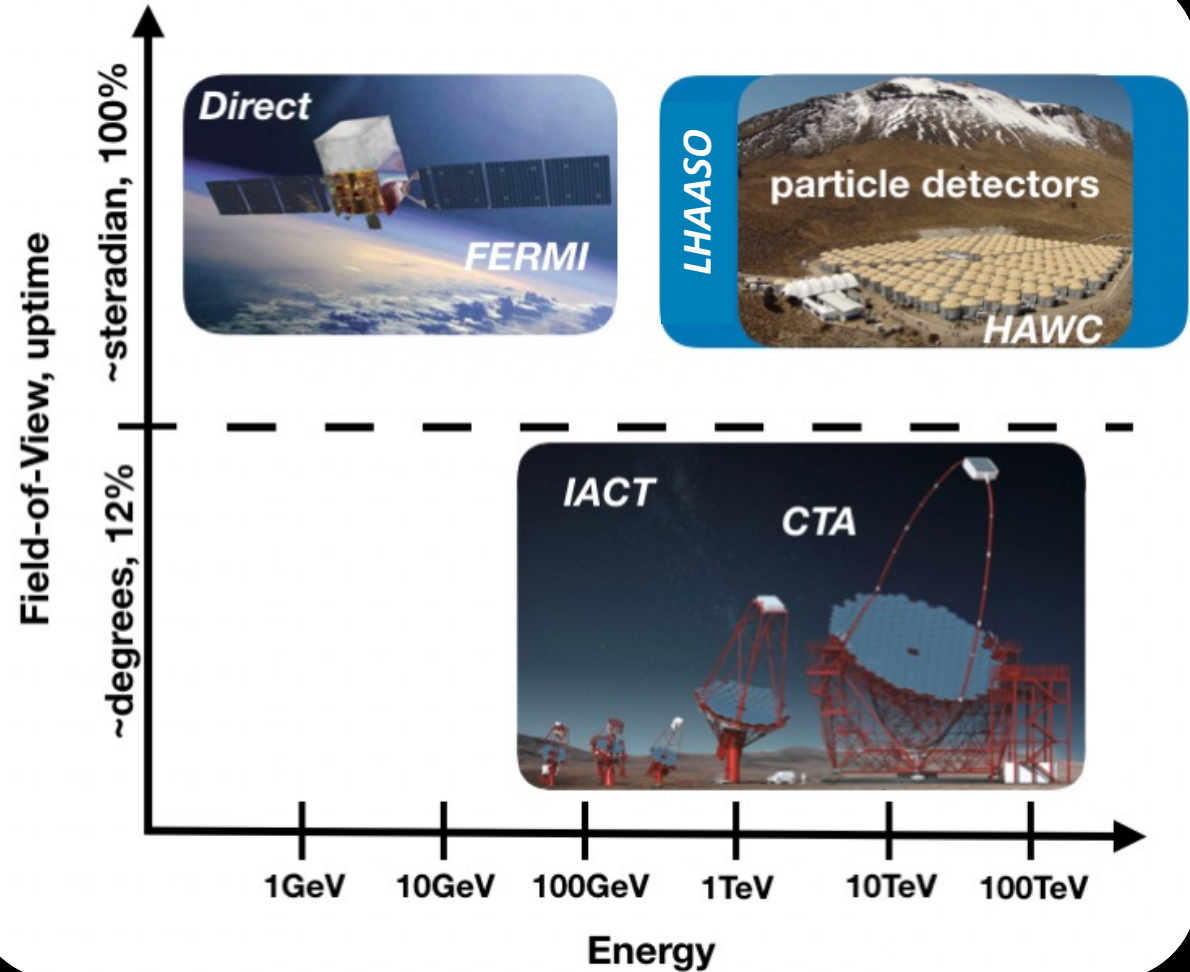 Field-of-View, uptime
~steradian, 100%
~degrees, 12%
Direct
FERMI
LHAASO
particle detectors
HAWC
IACT
CTA
1GeV 10GeV 100GeV 1TeV 10TeV 100TeV
Energy